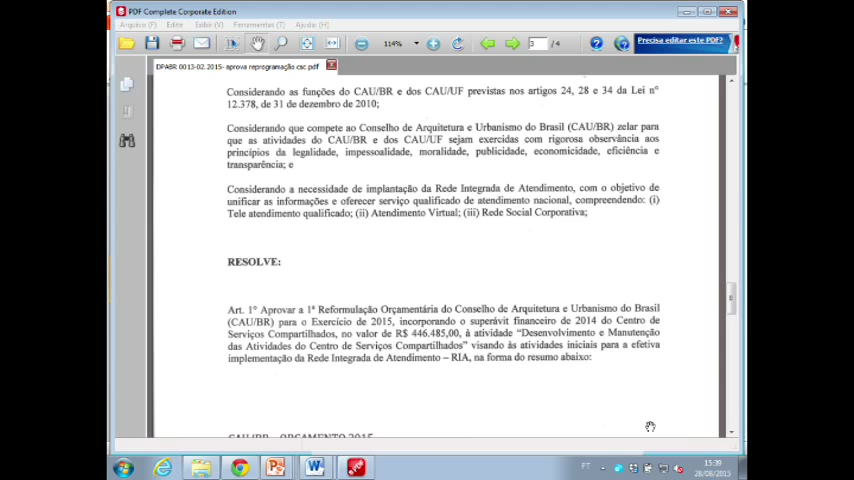 PDF Complete Corporate Edition
Arquivo (F) Edite Exibir (V) Ferramentas (T) Ajuda (H)
114% 3 / 4 Precisa editar este PDF?
DPABR 0013-02.2015- aprova reprogramação csc.pdf
Considerando as funções do CAU/BR e dos CAU/UF previstas nos artigos 24, 28 e 34 da Lei nº
12.378, de 31 de dezembro de 2010;
Considerando que compete ao Conselho de Arquitetura e Urbanismo do Brasil (CAU/BR) zelar para
que as atividades do CAU/BR e dos CAU/UF sejam exercidas com rigorosa observância aos
princípios da legalidade, impessoalidade, moralidade, publicidade, economicidade, eficiência e
transparência; e
Considerando a necessidade de implantação da Rede Integrada de Atendimento, com o objetivo de
unificar as informações e oferecer serviço qualificado de atendimento nacional, compreendendo: (i)
Tele atendimento qualificado; (ii) Atendimento Virtual; (iii) Rede Social Corporativa;
RESOLVE:
Art. 1º Aprovar a 1ª Reformulação Orçamentária do Conselho de Arquitetura e Urbanismo do Brasil
(CAU/BR) para o Exercício de 2015, incorporando o superávit financeiro de 2014 do Centro de
Serviços Compartilhados, no valor de R$ 446.485,00, à atividade “Desenvolvimento e Manutenção
das Atividades do Centro de Serviços Compartilhados” visando às atividades iniciais para a efetiva
implementação da Rede Integrada de Atendimento – RIA, na forma do resumo abaixo:
CAU/BR – ORÇAMENTO 2015
PT 15:39
28/08/2015